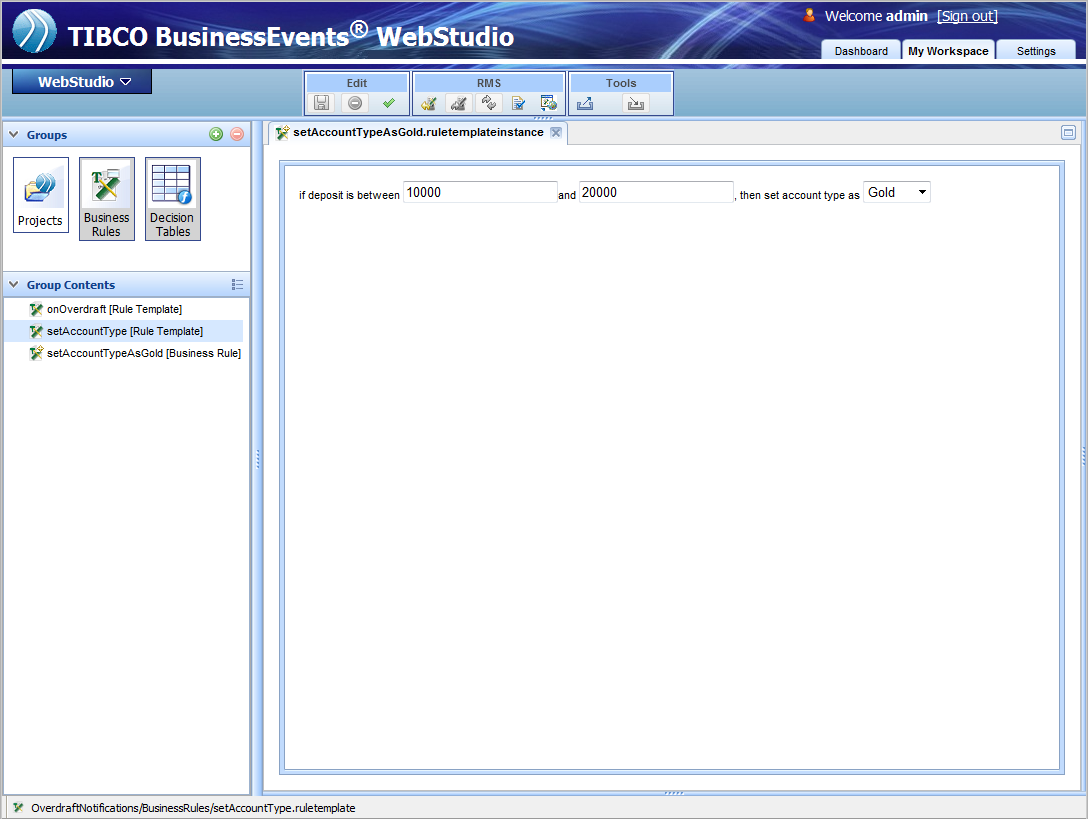 TIBCO BusinessEvents® WebStudio
Welcome admin [Sign out]
Dashboard My Workspace Settings
WebStudio
Edit RMS Tools
Groups
Projects
Business Rules
Decision Tables
Group Contents
onOverdraft [Rule Template]
setAccountType [Rule Template]
setAccountTypeAsGold [Business Rule]
setAccountTypeAsGold.ruletemplateinstance
if deposit is between 10000 and 20000 , then set account type as Gold
OverdraftNotifications/BusinessRules/setAccountType.ruletemplate